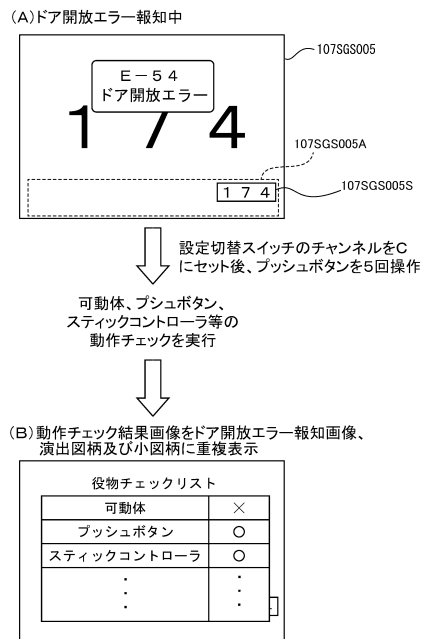 (A)ドア開放エラー報知中
107SGS005
E-54
ドア開放エラー
1 7 4
107SGS005A
1 7 4
107SGS005S
設定切替スイッチのチャンネルをC
にセット後、プッシュボタンを5回操作
可動体、プシュボタン、
スティックコントローラ等の
動作チェックを実行
(B)動作チェック結果画像をドア開放エラー報知画像、
演出図柄及び小図柄に重複表示
役物チェックリスト
可動体 ×
プッシュボタン ○
スティックコントローラ ○